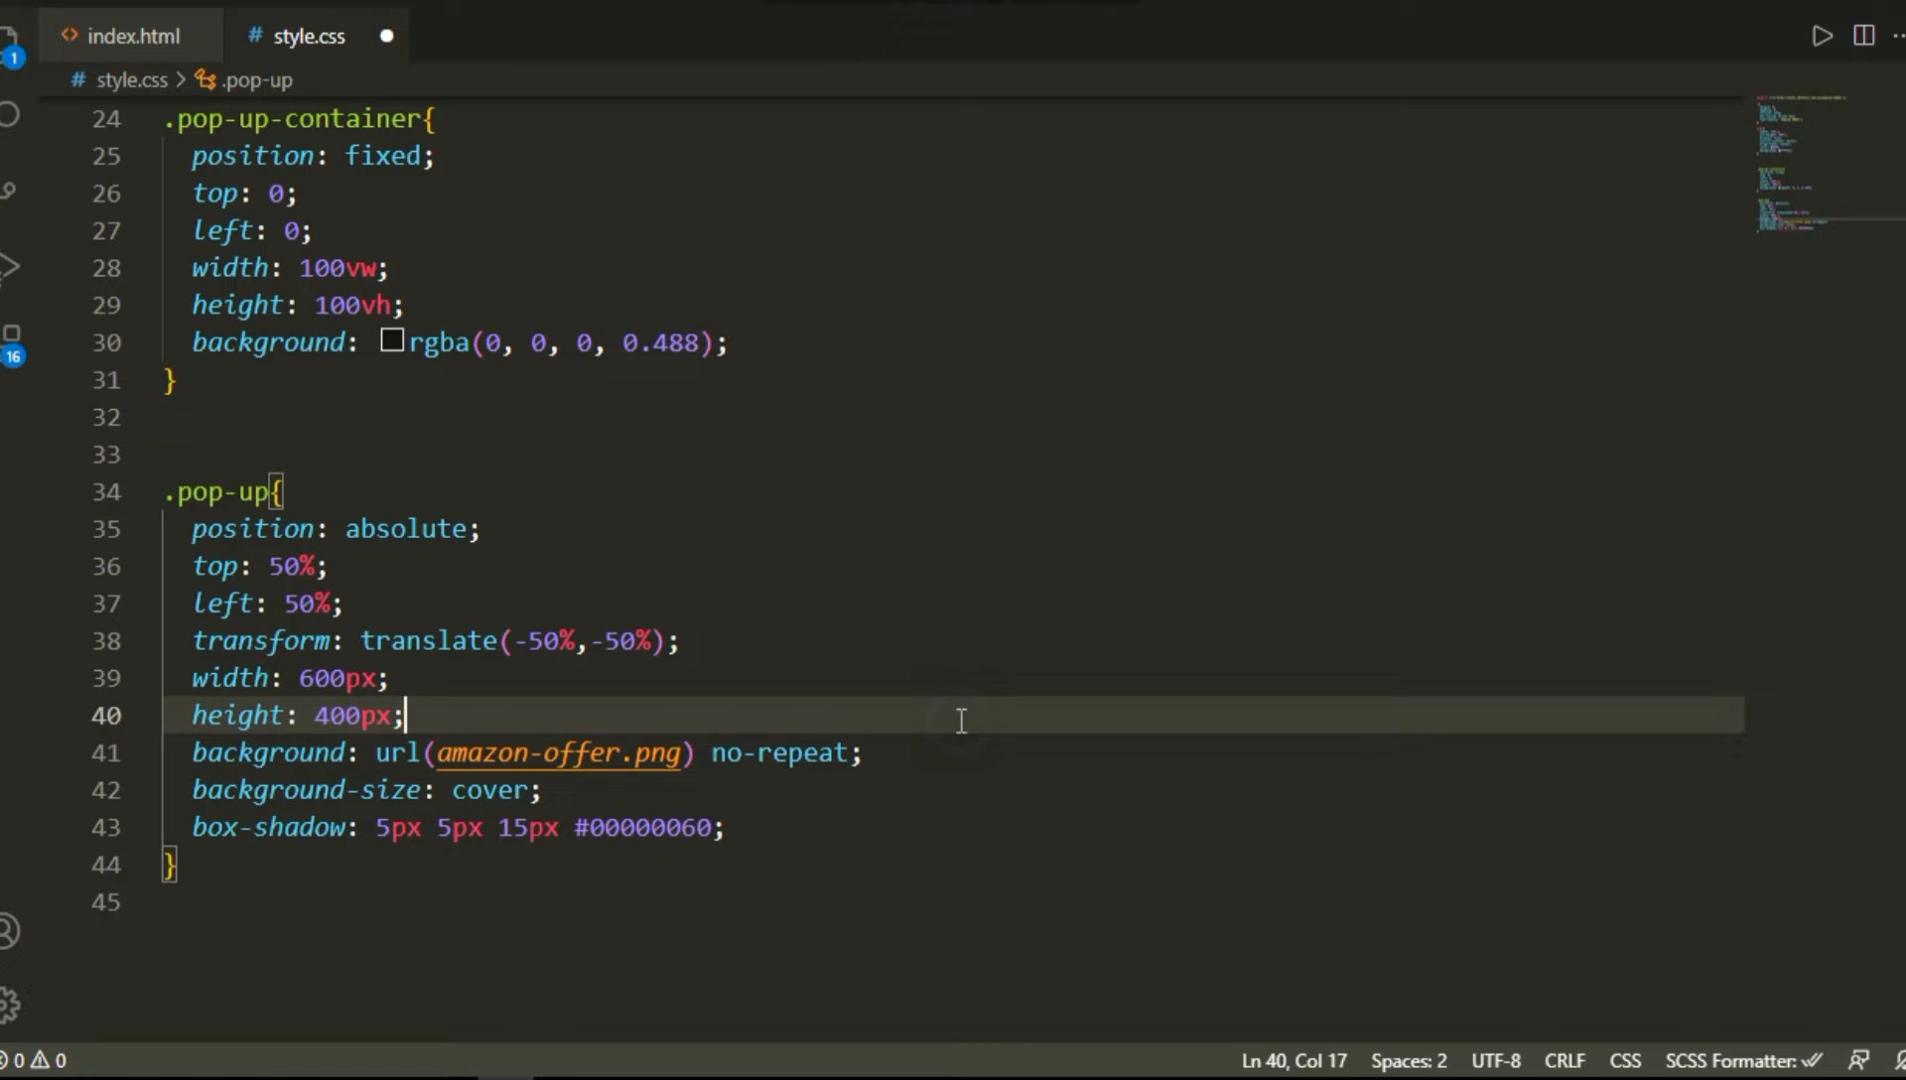 index.html
style.css
1
style.css > .pop-up
24 .pop-up-container{
25 position: fixed;
26 top: 0;
27 left: 0;
28 width: 100vw;
29 height: 100vh;
30 background: rgba(0, 0, 0, 0.488);
31 }
32
33
34 .pop-up{
35 position: absolute;
36 top: 50%;
37 left: 50%;
38 transform: translate(-50%,-50%);
39 width: 600px;
40 height: 400px;
41 background: url(amazon-offer.png) no-repeat;
42 background-size: cover;
43 box-shadow: 5px 5px 15px #00000060;
44 }
45
16
0 0
Ln 40, Col 17 Spaces: 2 UTF-8 CRLF CSS SCSS Formatter: